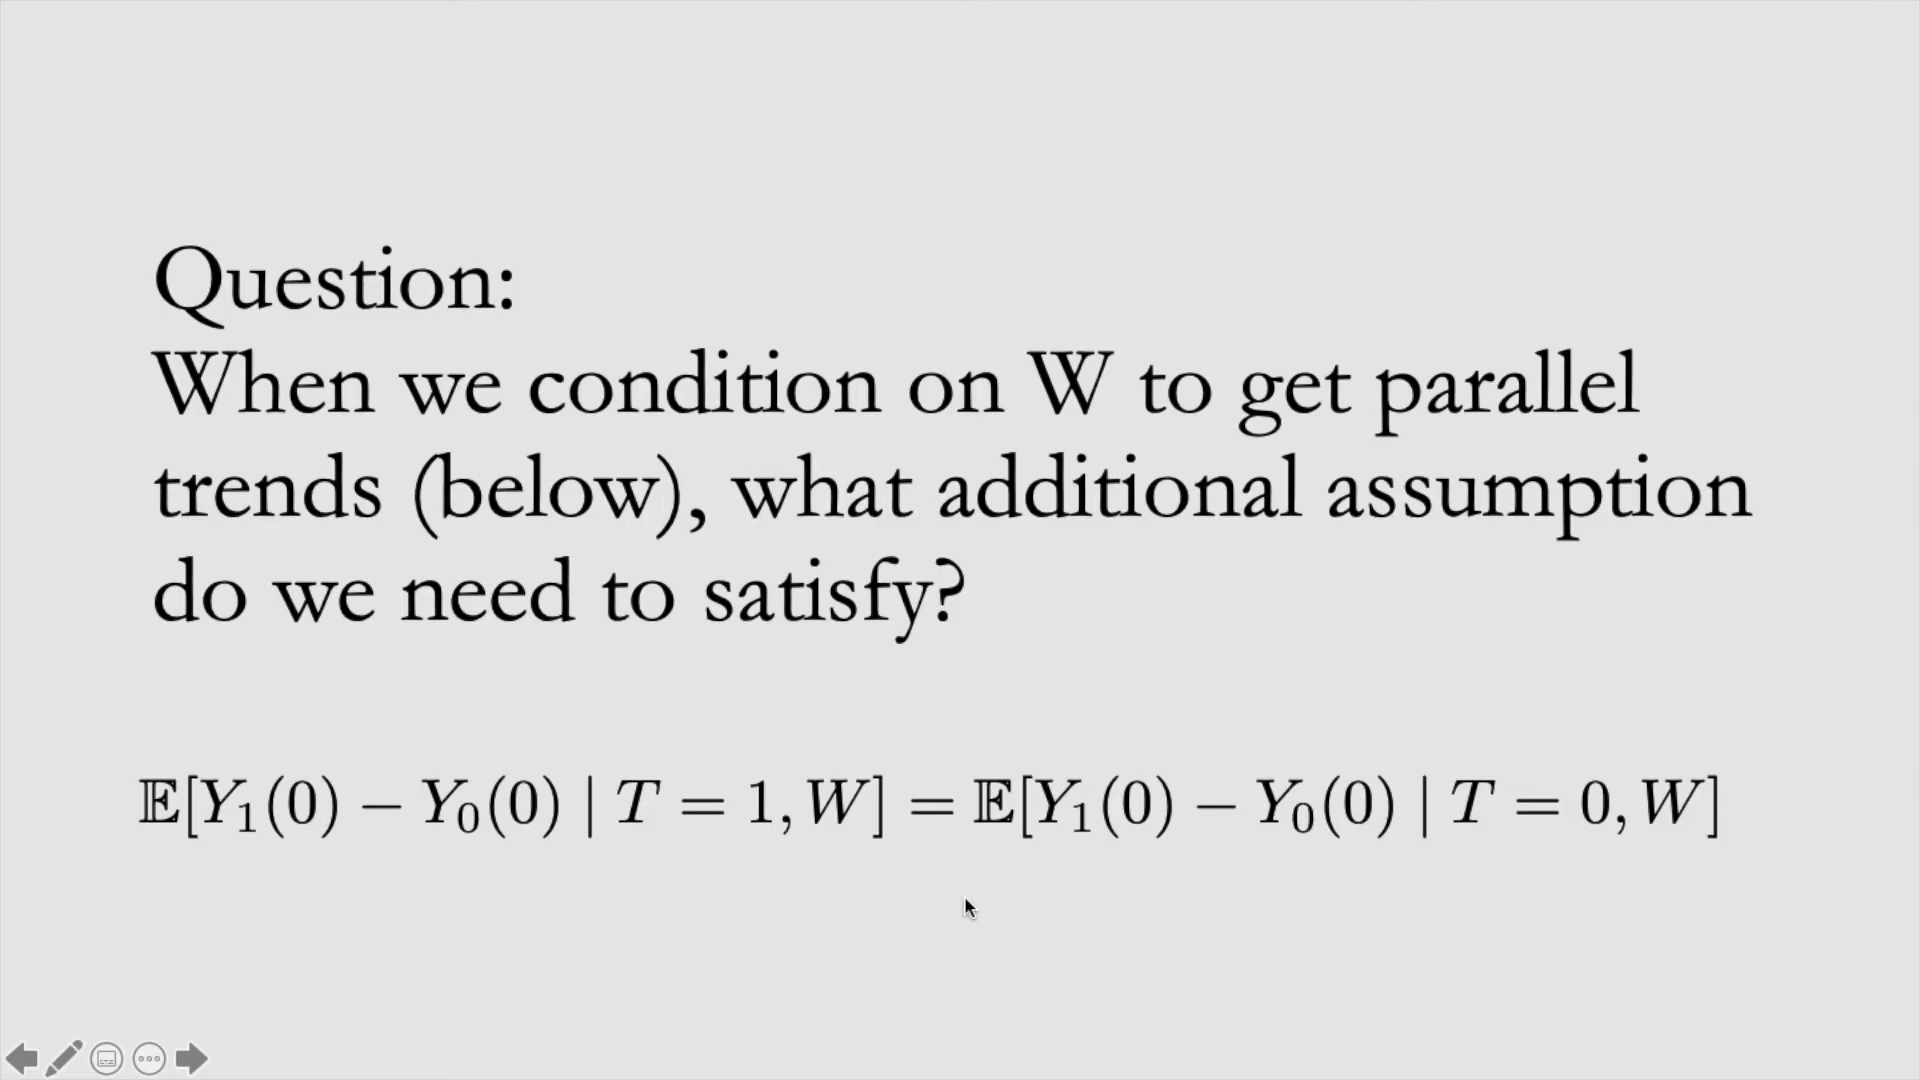 Question:
When we condition on W to get parallel
trends (below), what additional assumption
do we need to satisfy?
𝔼[Y₁(0) − Y₀(0) | T = 1, W] = 𝔼[Y₁(0) − Y₀(0) | T = 0, W]